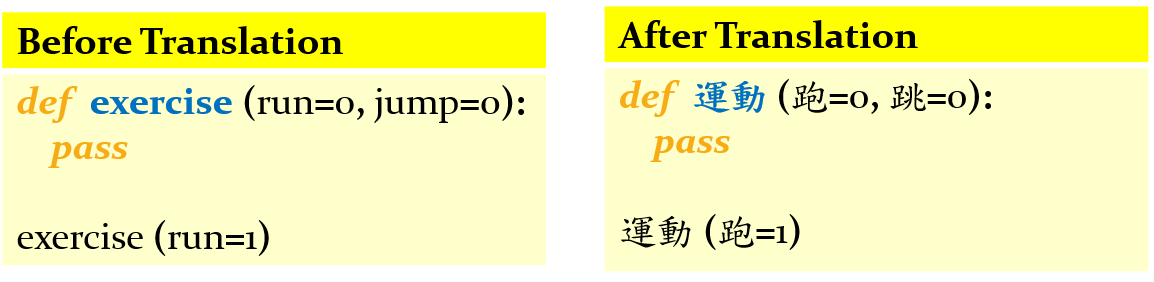 Before Translation
def exercise (run=0, jump=0):
pass
exercise (run=1)
After Translation
def 運動 (跑=0, 跳=0):
pass
運動 (跑=1)